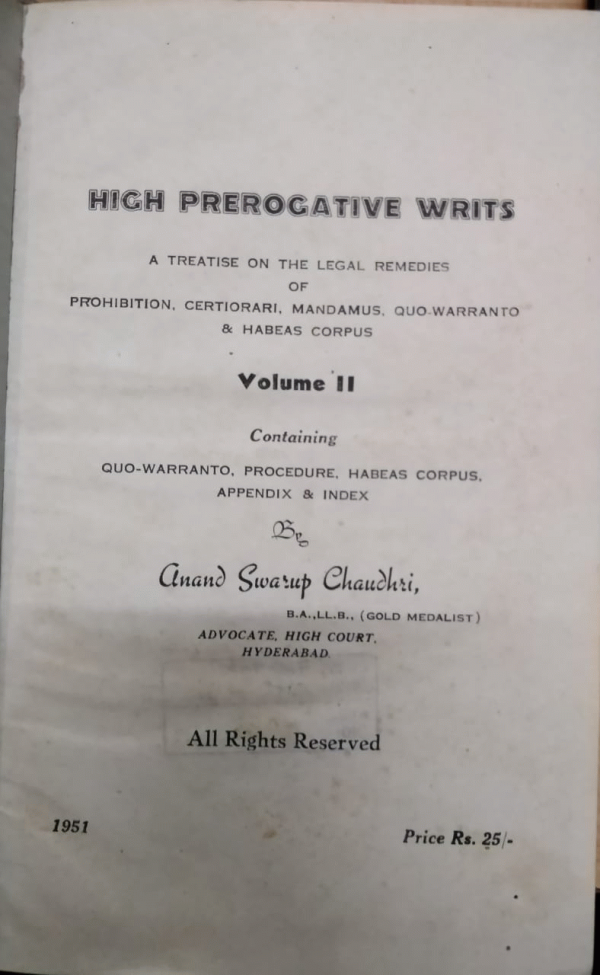 HIGH PREROGATIVE WRITS
A TREATISE ON THE LEGAL REMEDIES
OF
PROHIBITION, CERTIORARI, MANDAMUS, QUO-WARRANTO
& HABEAS CORPUS
Volume II
Containing
QUO-WARRANTO, PROCEDURE, HABEAS CORPUS,
APPENDIX & INDEX
By
Anand Swarup Chaudhri,
B.A.,LL.B., (GOLD MEDALIST)
ADVOCATE, HIGH COURT,
HYDERABAD.
All Rights Reserved
1951
Price Rs. 25/-